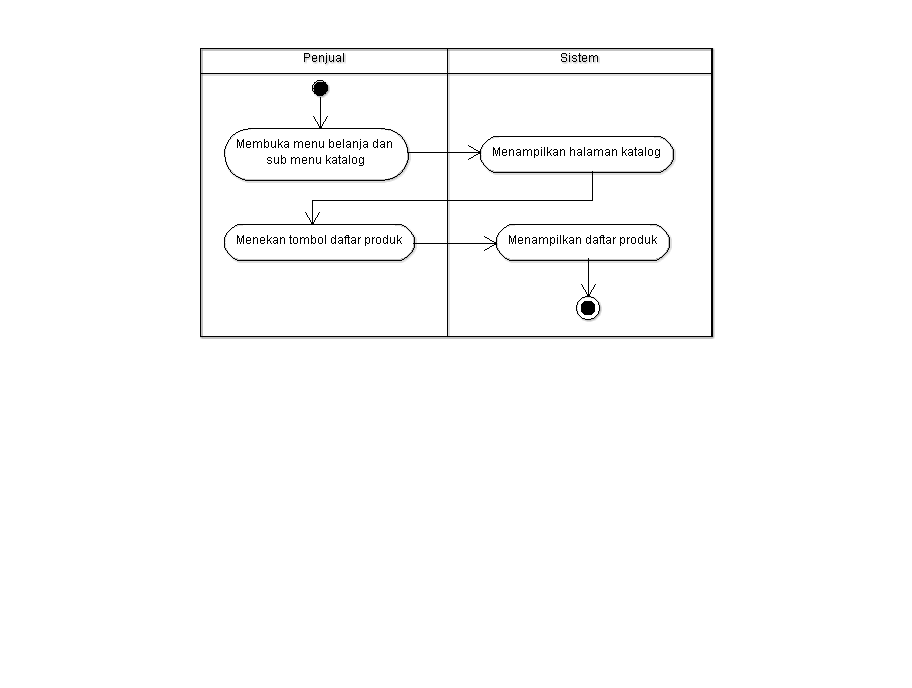 Penjual
Sistem
Membuka menu belanja dan
sub menu katalog
Menampilkan halaman katalog
Menekan tombol daftar produk
Menampilkan daftar produk